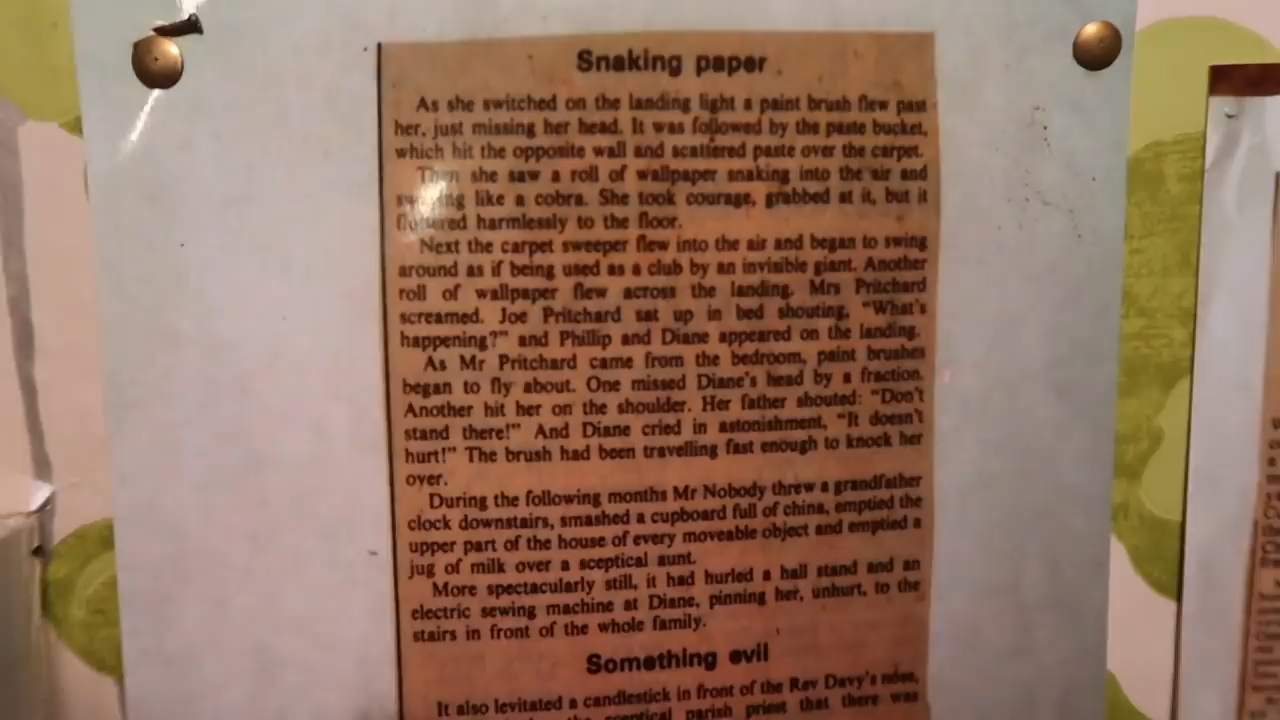 Snaking paper
As she switched on the landing light a paint brush flew past
her, just missing her head. It was followed by the paste bucket,
which hit the opposite wall and scattered paste over the carpet.
Then she saw a roll of wallpaper snaking into the air and
like a cobra. She took courage, grabbed at it, but it
fluttered harmlessly to the floor.
Next the carpet sweeper flew into the air and began to swing
around as if being used as a club by an invisible giant. Another
roll of wallpaper flew across the landing. Mrs Pritchard
screamed. Joe Pritchard sat up in bed shouting, "What's
happening?" and Phillip and Diane appeared on the landing.
As Mr Pritchard came from the bedroom, paint brushes
began to fly about. One missed Diane's head by a fraction.
Another hit her on the shoulder. Her father shouted: "Don't
stand there!" And Diane cried in astonishment, "It doesn't
hurt!" The brush had been travelling fast enough to knock her
over.
During the following months Mr Nobody threw a grandfather
clock downstairs, smashed a cupboard full of china, emptied the
upper part of the house of every moveable object and emptied a
jug of milk over a sceptical aunt.
More spectacularly still, it had hurled a hall stand and an
electric sewing machine at Diane, pinning her, unhurt, to the
stairs in front of the whole family.
Something evil
It also levitated a candlestick in front of the Rev Davy's nose,
the sceptical parish priest that there was